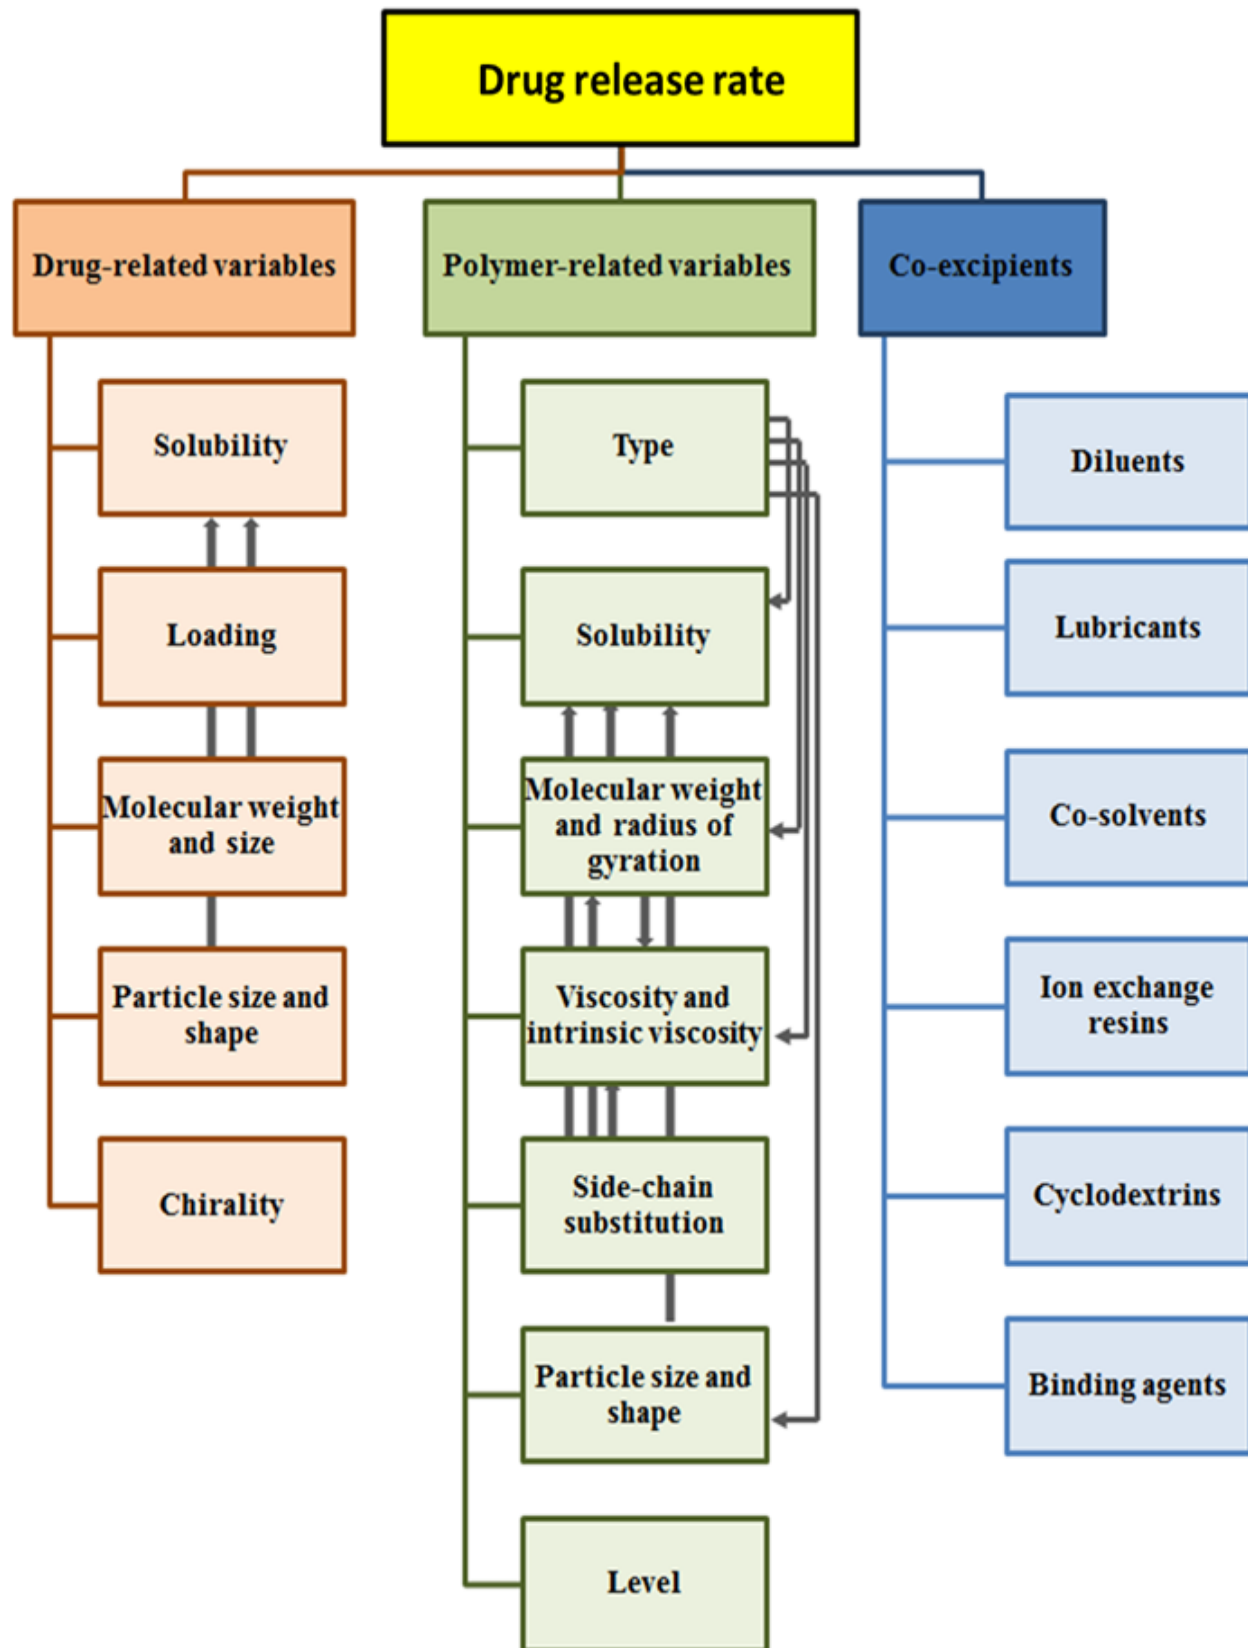 Drug release rate
Drug-related variables
Solubility
Loading
Molecular weight
and size
Particle size and
shape
Chirality
Polymer-related variables
Type
Solubility
Molecular weight
and radius of
gyration
Viscosity and
intrinsic viscosity
Side-chain
substitution
Particle size and
shape
Level
Co-excipients
Diluents
Lubricants
Co-solvents
Ion exchange
resins
Cyclodextrins
Binding agents